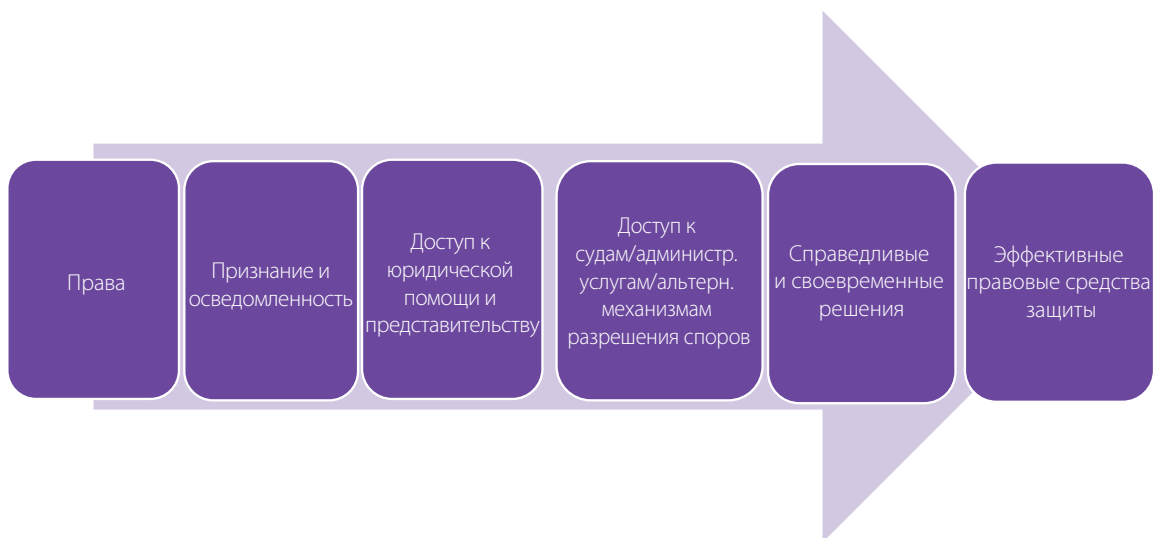 Права
Признание и
осведомленность
Доступ к
юридической
помощи и
представительству
Доступ к
судам/администр.
услугам/альтерн.
механизмам
разрешения споров
Справедливые
и своевременные
решения
Эффективные
правовые средства
защиты